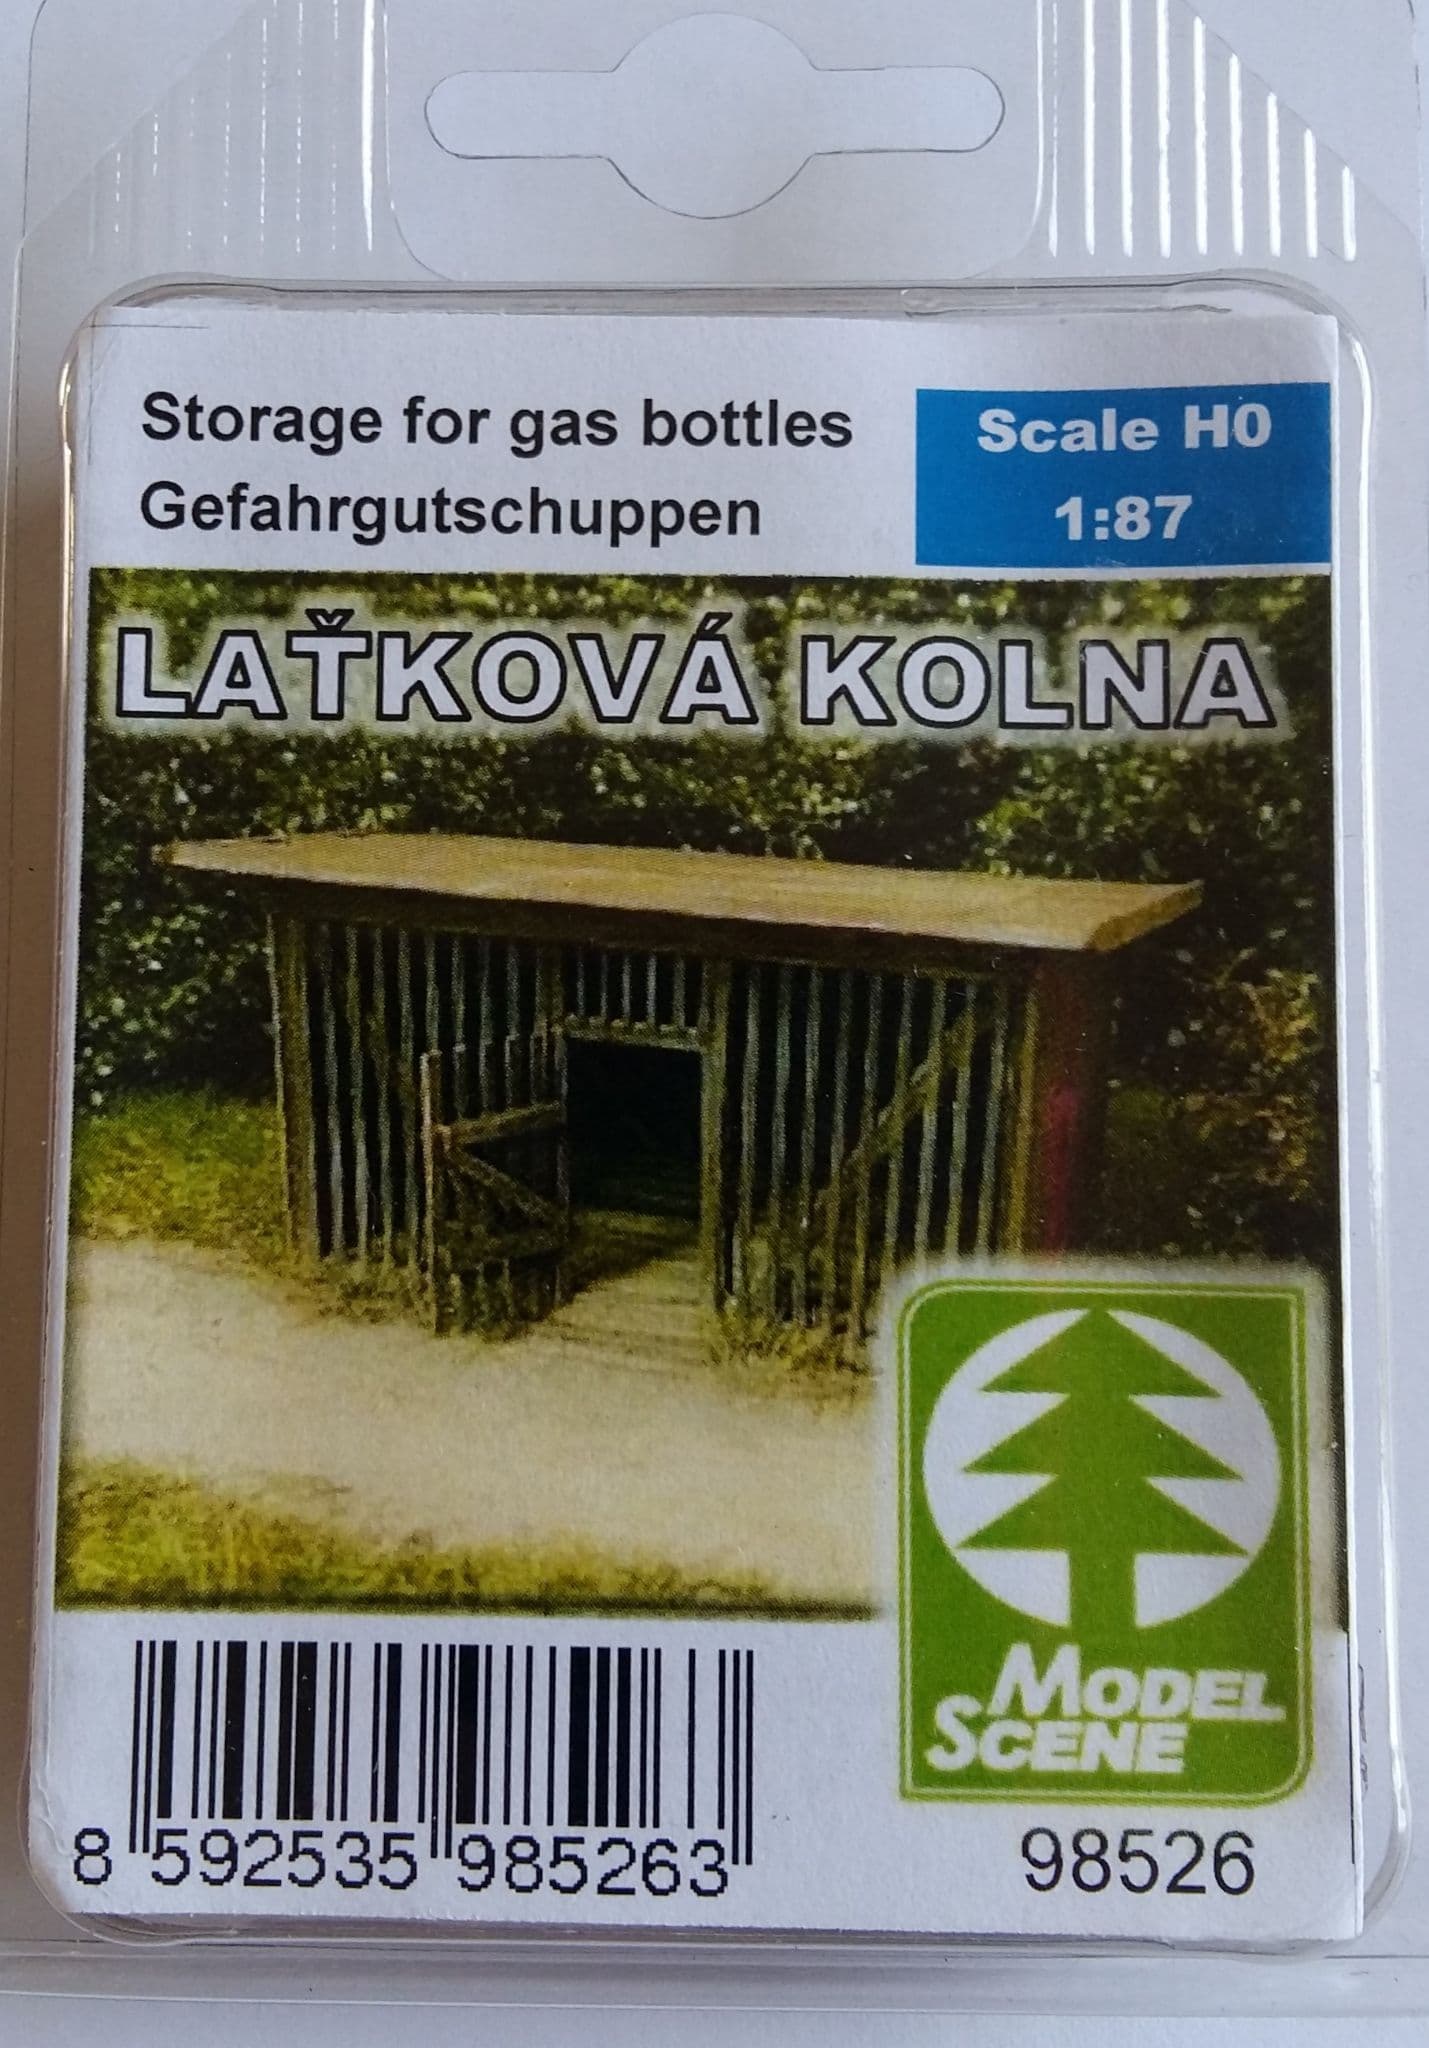 Storage for gas bottles
Gefahrgutschuppen
Scale H0
1:87
LAŤKOVÁ KOLNA
MODEL
SCENE
8 592535 985263
98526